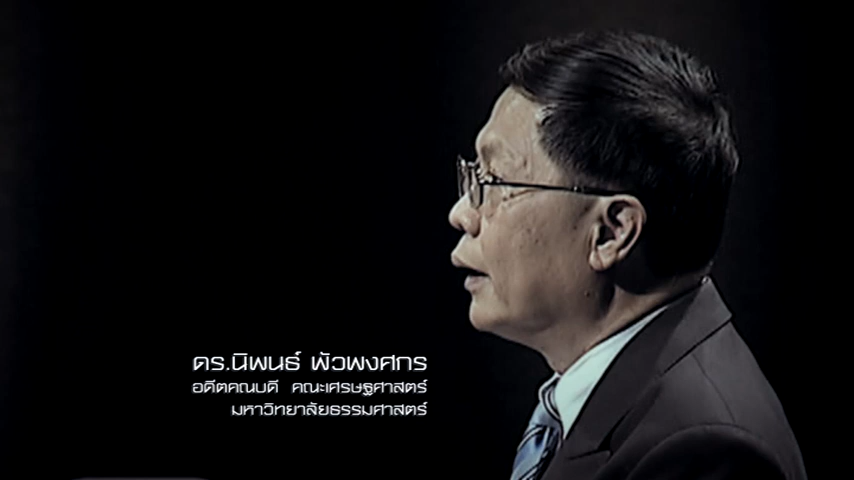 ดร.นิพนธ์ พัวพงศกร
อดีตคณบดี คณะเศรษฐศาสตร์
มหาวิทยาลัยธรรมศาสตร์